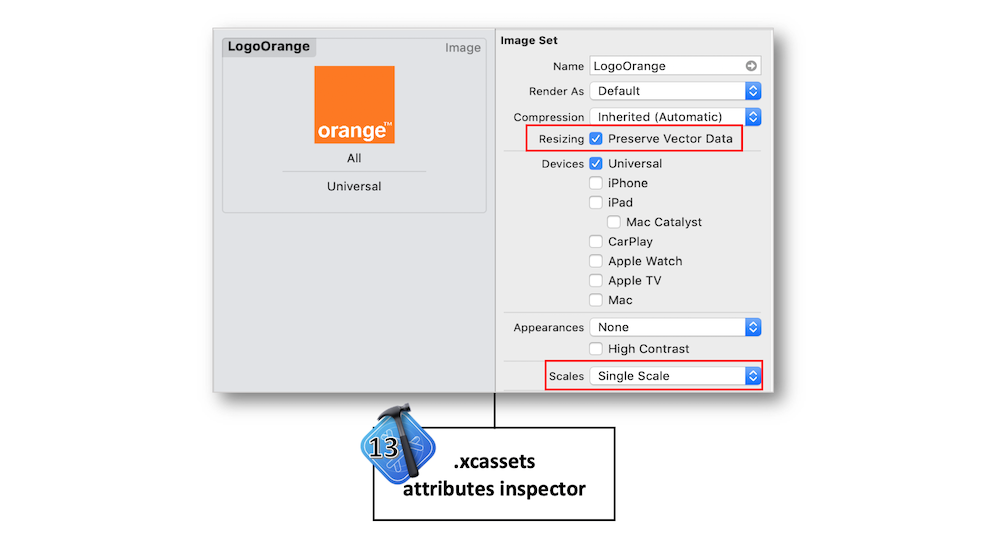 LogoOrange
Image
orange™
All
Universal
Image Set
Name LogoOrange
Render As Default
Compression Inherited (Automatic)
Resizing Preserve Vector Data
Devices Universal
iPhone
iPad
Mac Catalyst
CarPlay
Apple Watch
Apple TV
Mac
Appearances None
High Contrast
Scales Single Scale
13
.xcassets
attributes inspector